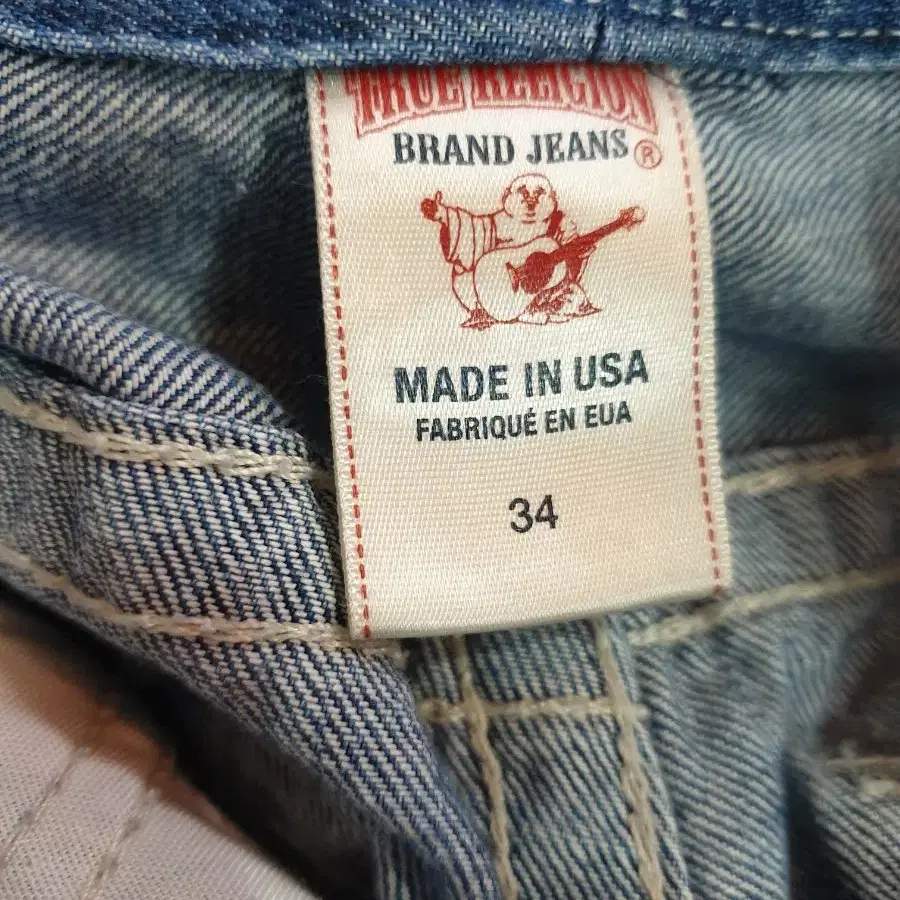 TRUE RELIGION
BRAND JEANS ®
MADE IN USA
FABRIQUÉ EN EUA
34